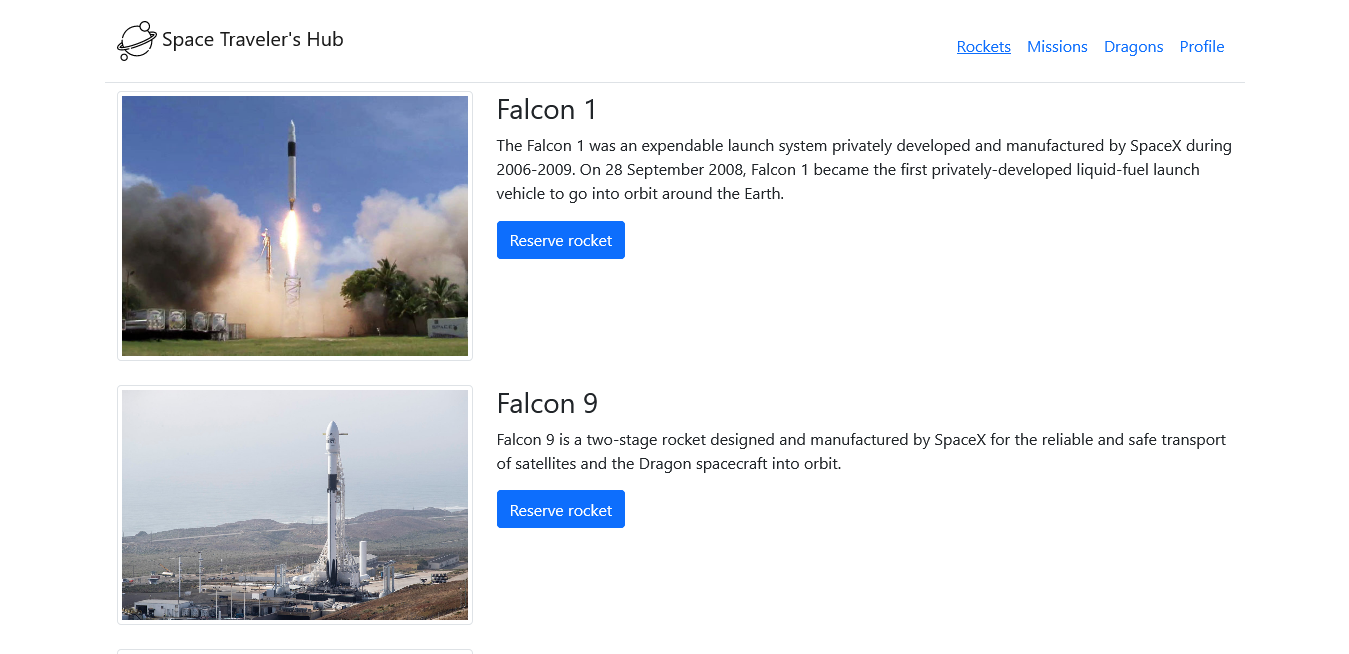 Space Traveler's Hub
Rockets Missions Dragons Profile
Falcon 1
The Falcon 1 was an expendable launch system privately developed and manufactured by SpaceX during
2006-2009. On 28 September 2008, Falcon 1 became the first privately-developed liquid-fuel launch
vehicle to go into orbit around the Earth.
Reserve rocket
Falcon 9
Falcon 9 is a two-stage rocket designed and manufactured by SpaceX for the reliable and safe transport
of satellites and the Dragon spacecraft into orbit.
Reserve rocket